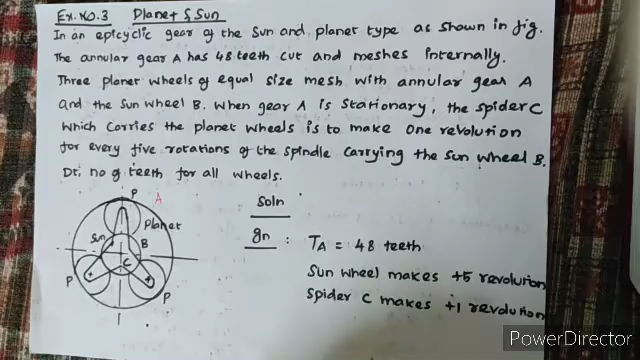 Ex.No.3 Planet & Sun
In an epicyclic gear of the Sun and planet type as shown in fig.
The annular gear A has 48 teeth cut and meshes internally.
Three planet wheels of equal size mesh with annular gear A
and the Sun wheel B. When gear A is Stationary, the spider C
which carries the planet wheels is to make one revolution
for every five rotations of the spindle carrying the Sun wheel B.
Dt. no of teeth for all wheels.
P A
Planet
Sun
B
C
P
P
Soln
gn : TA = 48 teeth
Sun wheel makes +5 revolution
Spider C makes +1 revolution
PowerDirector